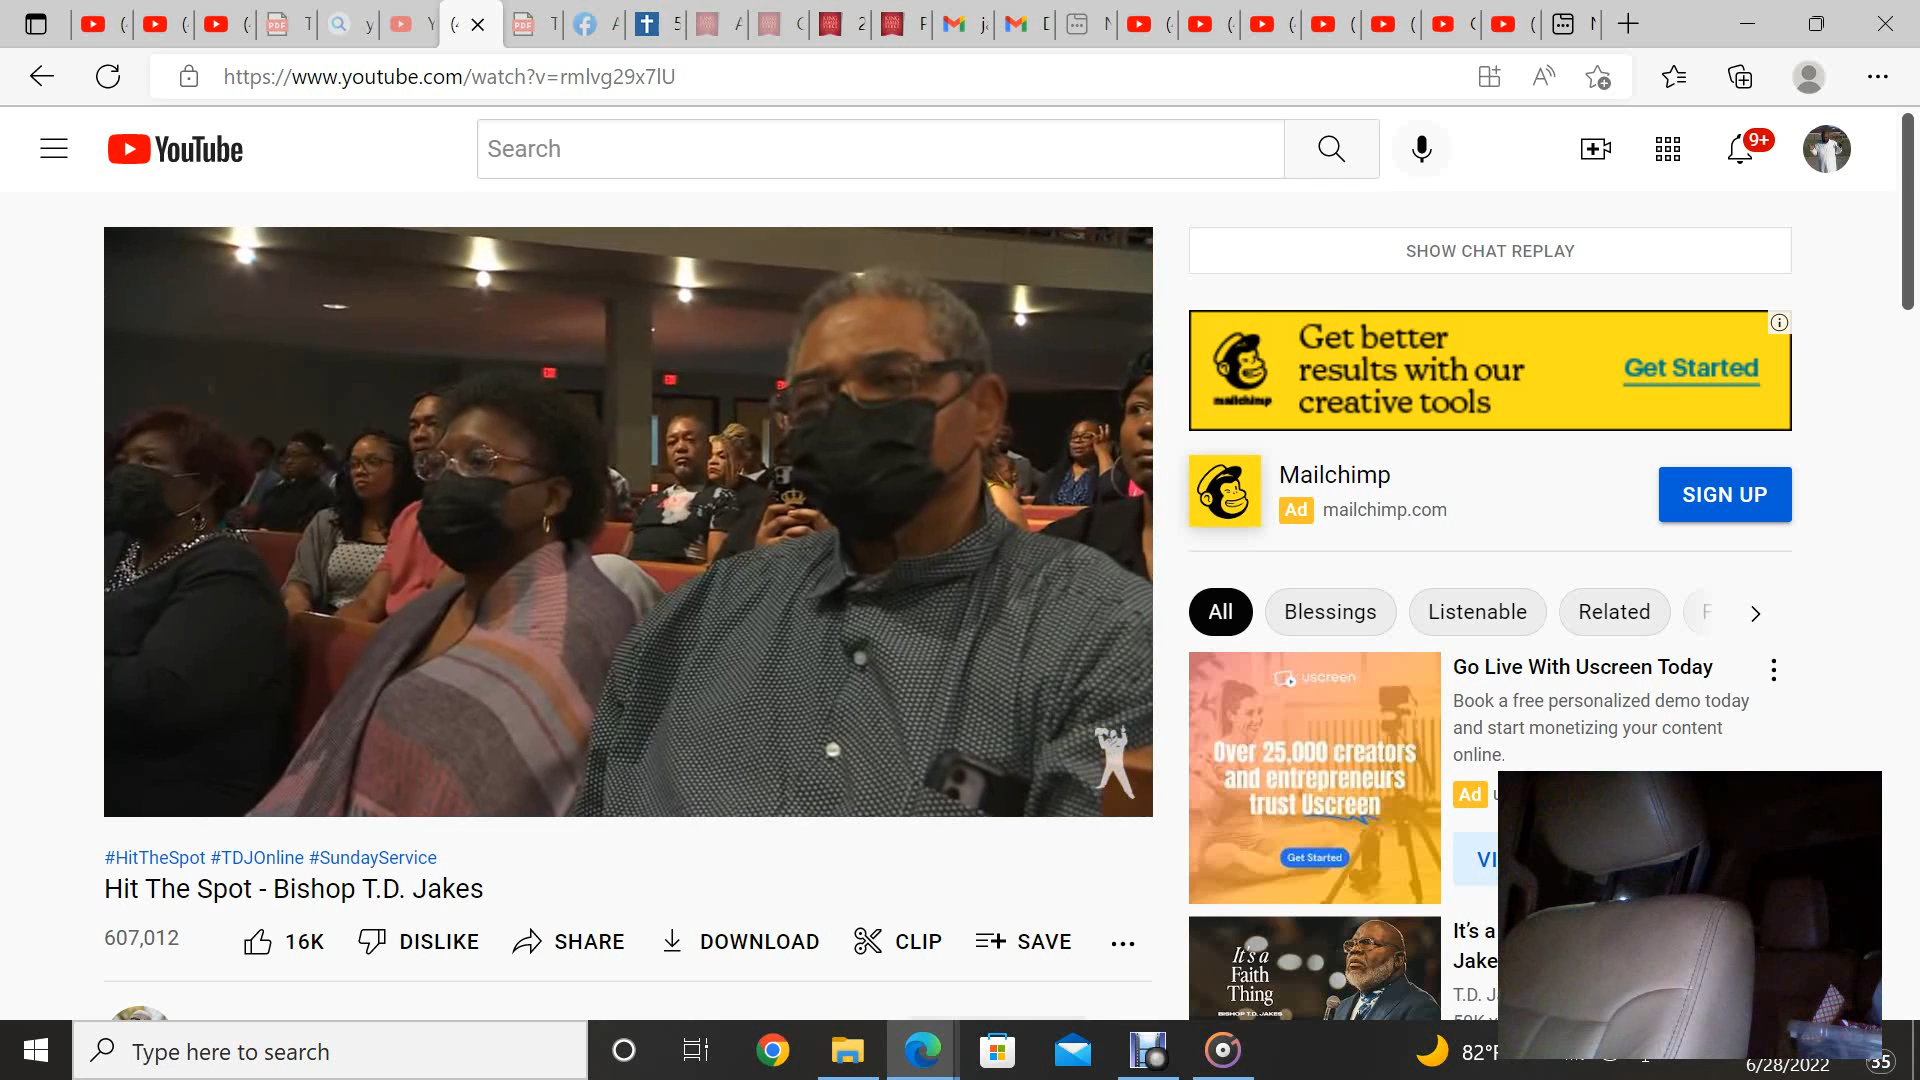 https://www.youtube.com/watch?v=rmlvg29x7lU
YouTube
Search
9+
SHOW CHAT REPLAY
mailchimp
Get better
results with our
creative tools
Get Started
Mailchimp
Ad mailchimp.com
SIGN UP
All Blessings Listenable Related
uscreen
Over 25,000 creators
and entrepreneurs
trust Uscreen
Get Started
Go Live With Uscreen Today
Book a free personalized demo today
and start monetizing your content
online.
Ad
#HitTheSpot #TDJOnline #SundayService
Hit The Spot - Bishop T.D. Jakes
607,012
16K DISLIKE SHARE DOWNLOAD CLIP SAVE
It's a
Faith
Thing
BISHOP T.D. JAKES
It's a
Jake
T.D. J
Type here to search
82°F
6/28/2022
35